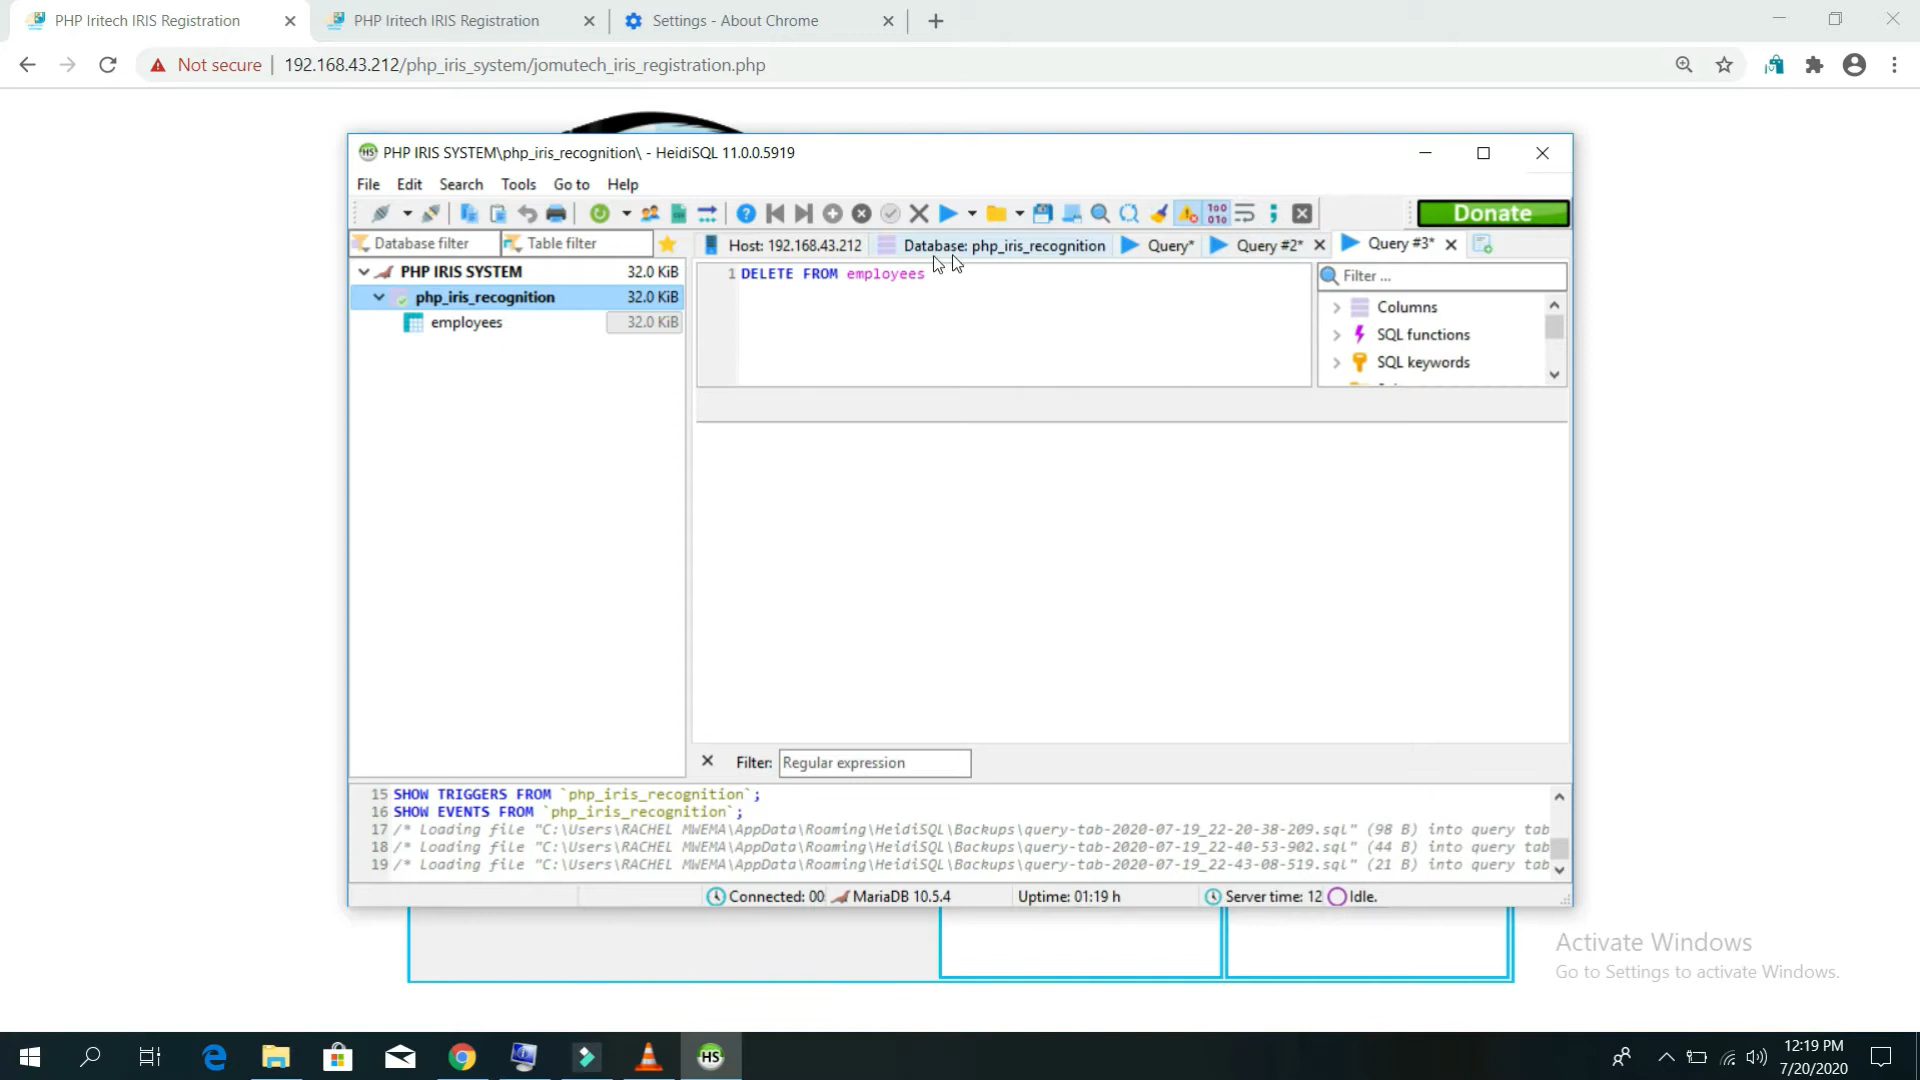 PHP Iritech IRIS Registration
PHP Iritech IRIS Registration
Settings - About Chrome
Not secure
192.168.43.212/php_iris_system/jomutech_iris_registration.php
HS PHP IRIS SYSTEM\php_iris_recognition\ - HeidiSQL 11.0.0.5919
File Edit Search Tools Go to Help
Donate
Database filter
Table filter
Host: 192.168.43.212
Database: php_iris_recognition
Query*
Query #2*
Query #3*
PHP IRIS SYSTEM 32.0 KiB
php_iris_recognition 32.0 KiB
employees 32.0 KiB
1 DELETE FROM employees
Filter ...
Columns
SQL functions
SQL keywords
Filter: Regular expression
15 SHOW TRIGGERS FROM `php_iris_recognition`;
16 SHOW EVENTS FROM `php_iris_recognition`;
17 /* Loading file "C:\Users\RACHEL MWEMA\AppData\Roaming\HeidiSQL\Backups\query-tab-2020-07-19_22-20-38-209.sql" (98 B) into query tab
18 /* Loading file "C:\Users\RACHEL MWEMA\AppData\Roaming\HeidiSQL\Backups\query-tab-2020-07-19_22-40-53-902.sql" (44 B) into query tab
19 /* Loading file "C:\Users\RACHEL MWEMA\AppData\Roaming\HeidiSQL\Backups\query-tab-2020-07-19_22-43-08-519.sql" (21 B) into query tab
Connected: 00
MariaDB 10.5.4
Uptime: 01:19 h
Server time: 12
Idle.
Activate Windows
Go to Settings to activate Windows.
HS
12:19 PM
7/20/2020